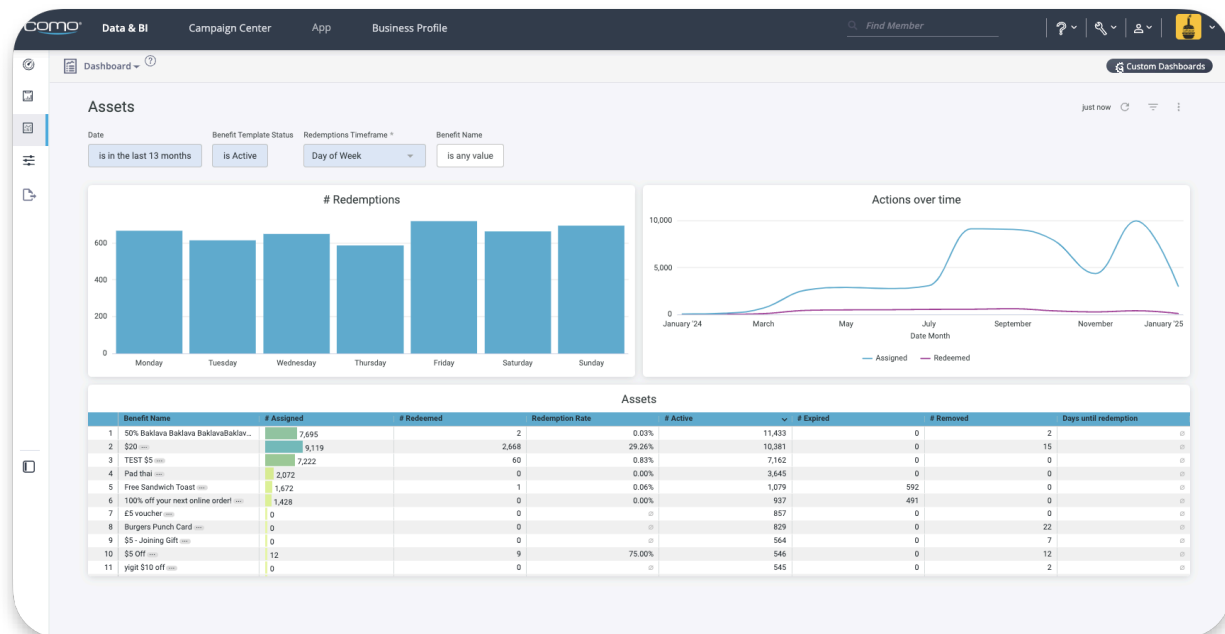 como®
Data & BI
Campaign Center
App
Business Profile
Find Member
?
Dashboard
?
Custom Dashboards
Assets
just now
Date
Benefit Template Status
Redemptions Timeframe *
Benefit Name
is in the last 13 months
is Active
Day of Week
is any value
# Redemptions
600
400
200
0
Monday Tuesday Wednesday Thursday Friday Saturday Sunday
Actions over time
10,000
5,000
0
January '24 March May July September November January '25
Date Month
Assigned Redeemed
Assets
Benefit Name # Assigned # Redeemed Redemption Rate # Active # Expired # Removed Days until redemption
1 50% Baklava Baklava BaklavaBaklav... 7,695 2 0.03% 11,433 0 2 ∅
2 $20 ... 9,119 2,668 29.26% 10,381 0 15 ∅
3 TEST $5 ... 7,222 60 0.83% 7,162 0 0 ∅
4 Pad thai ... 2,072 0 0.00% 3,645 0 0 ∅
5 Free Sandwich Toast ... 1,672 1 0.06% 1,079 592 0 ∅
6 100% off your next online order! ... 1,428 0 0.00% 937 491 0 ∅
7 £5 voucher ... 0 0 ∅ 857 0 0 ∅
8 Burgers Punch Card ... 0 0 ∅ 829 0 22 ∅
9 $5 - Joining Gift ... 0 0 ∅ 564 0 7 ∅
10 $5 Off ... 12 9 75.00% 546 0 12 ∅
11 yigit $10 off ... 0 0 ∅ 545 0 2 ∅